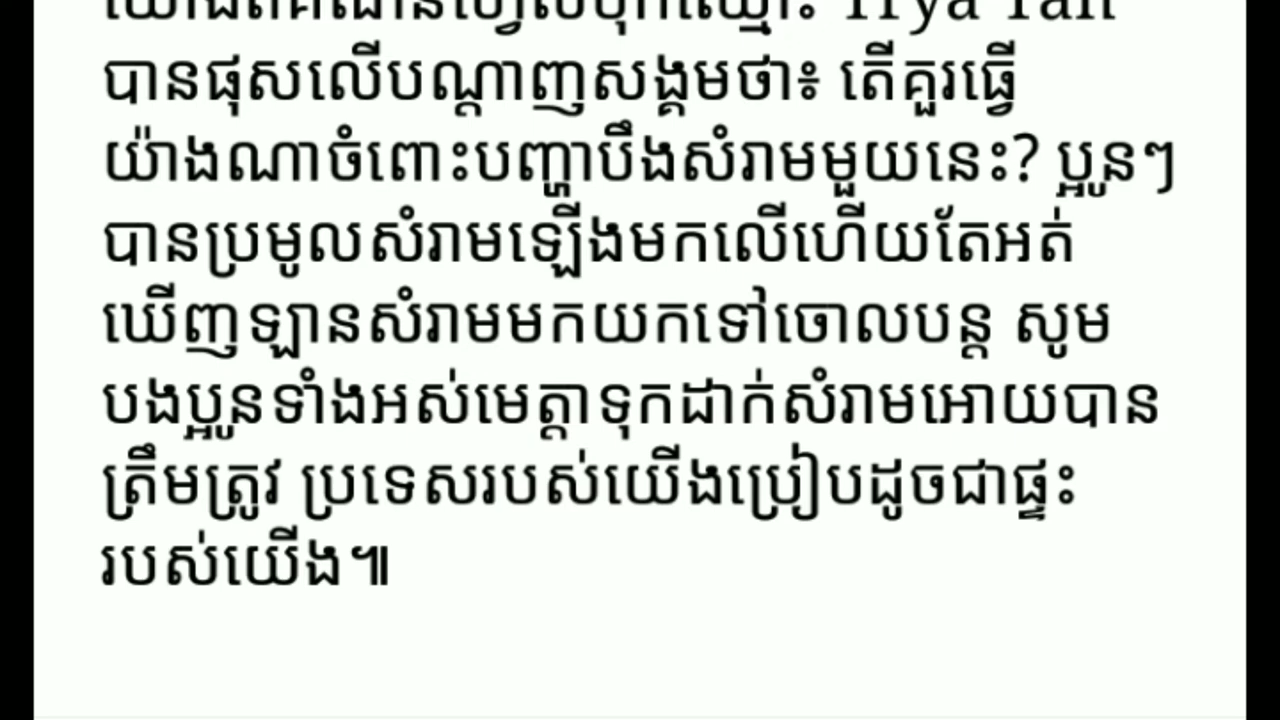 បានផុសលើបណ្តាញសង្គមថា៖ តើគួរធ្វើ
យ៉ាងណាចំពោះបញ្ហាបឹងសំរាមមួយនេះ? ប្អូនៗ
បានប្រមូលសំរាមឡើងមកលើហើយតែអត់
ឃើញឡានសំរាមមកយកទៅចោលបន្ត សូម
បងប្អូនទាំងអស់មេត្តាទុកដាក់សំរាមអោយបាន
ត្រឹមត្រូវ ប្រទេសរបស់យើងប្រៀបដូចជាផ្ទះ
របស់យើង៕